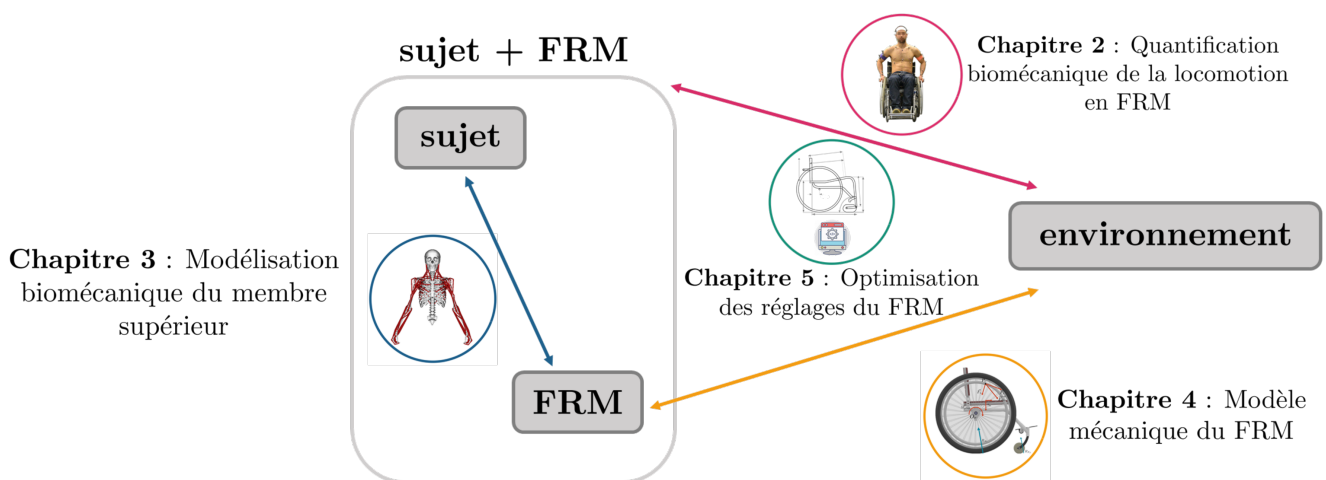 sujet + FRM
sujet
FRM
Chapitre 3 : Modélisation
biomécanique du membre
supérieur
Chapitre 2 : Quantification
biomécanique de la locomotion
en FRM
Chapitre 5 : Optimisation
des réglages du FRM
environnement
Chapitre 4 : Modèle
mécanique du FRM